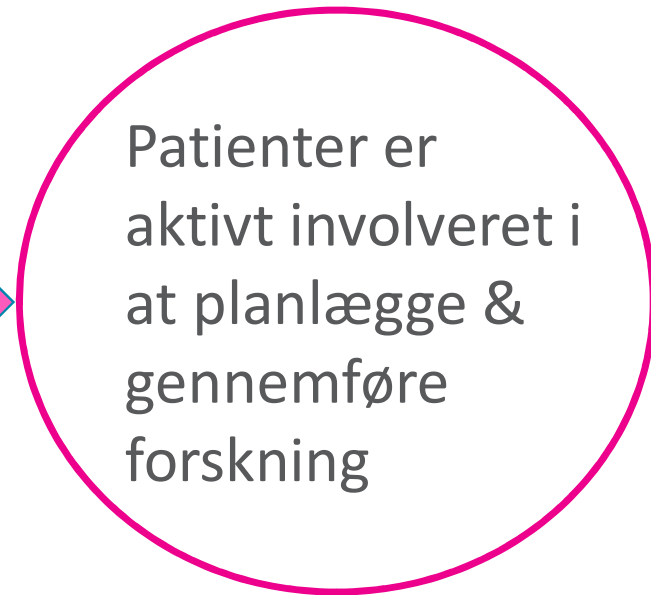 Patienter er
aktivt involveret i
at planlægge &
gennemføre
forskning